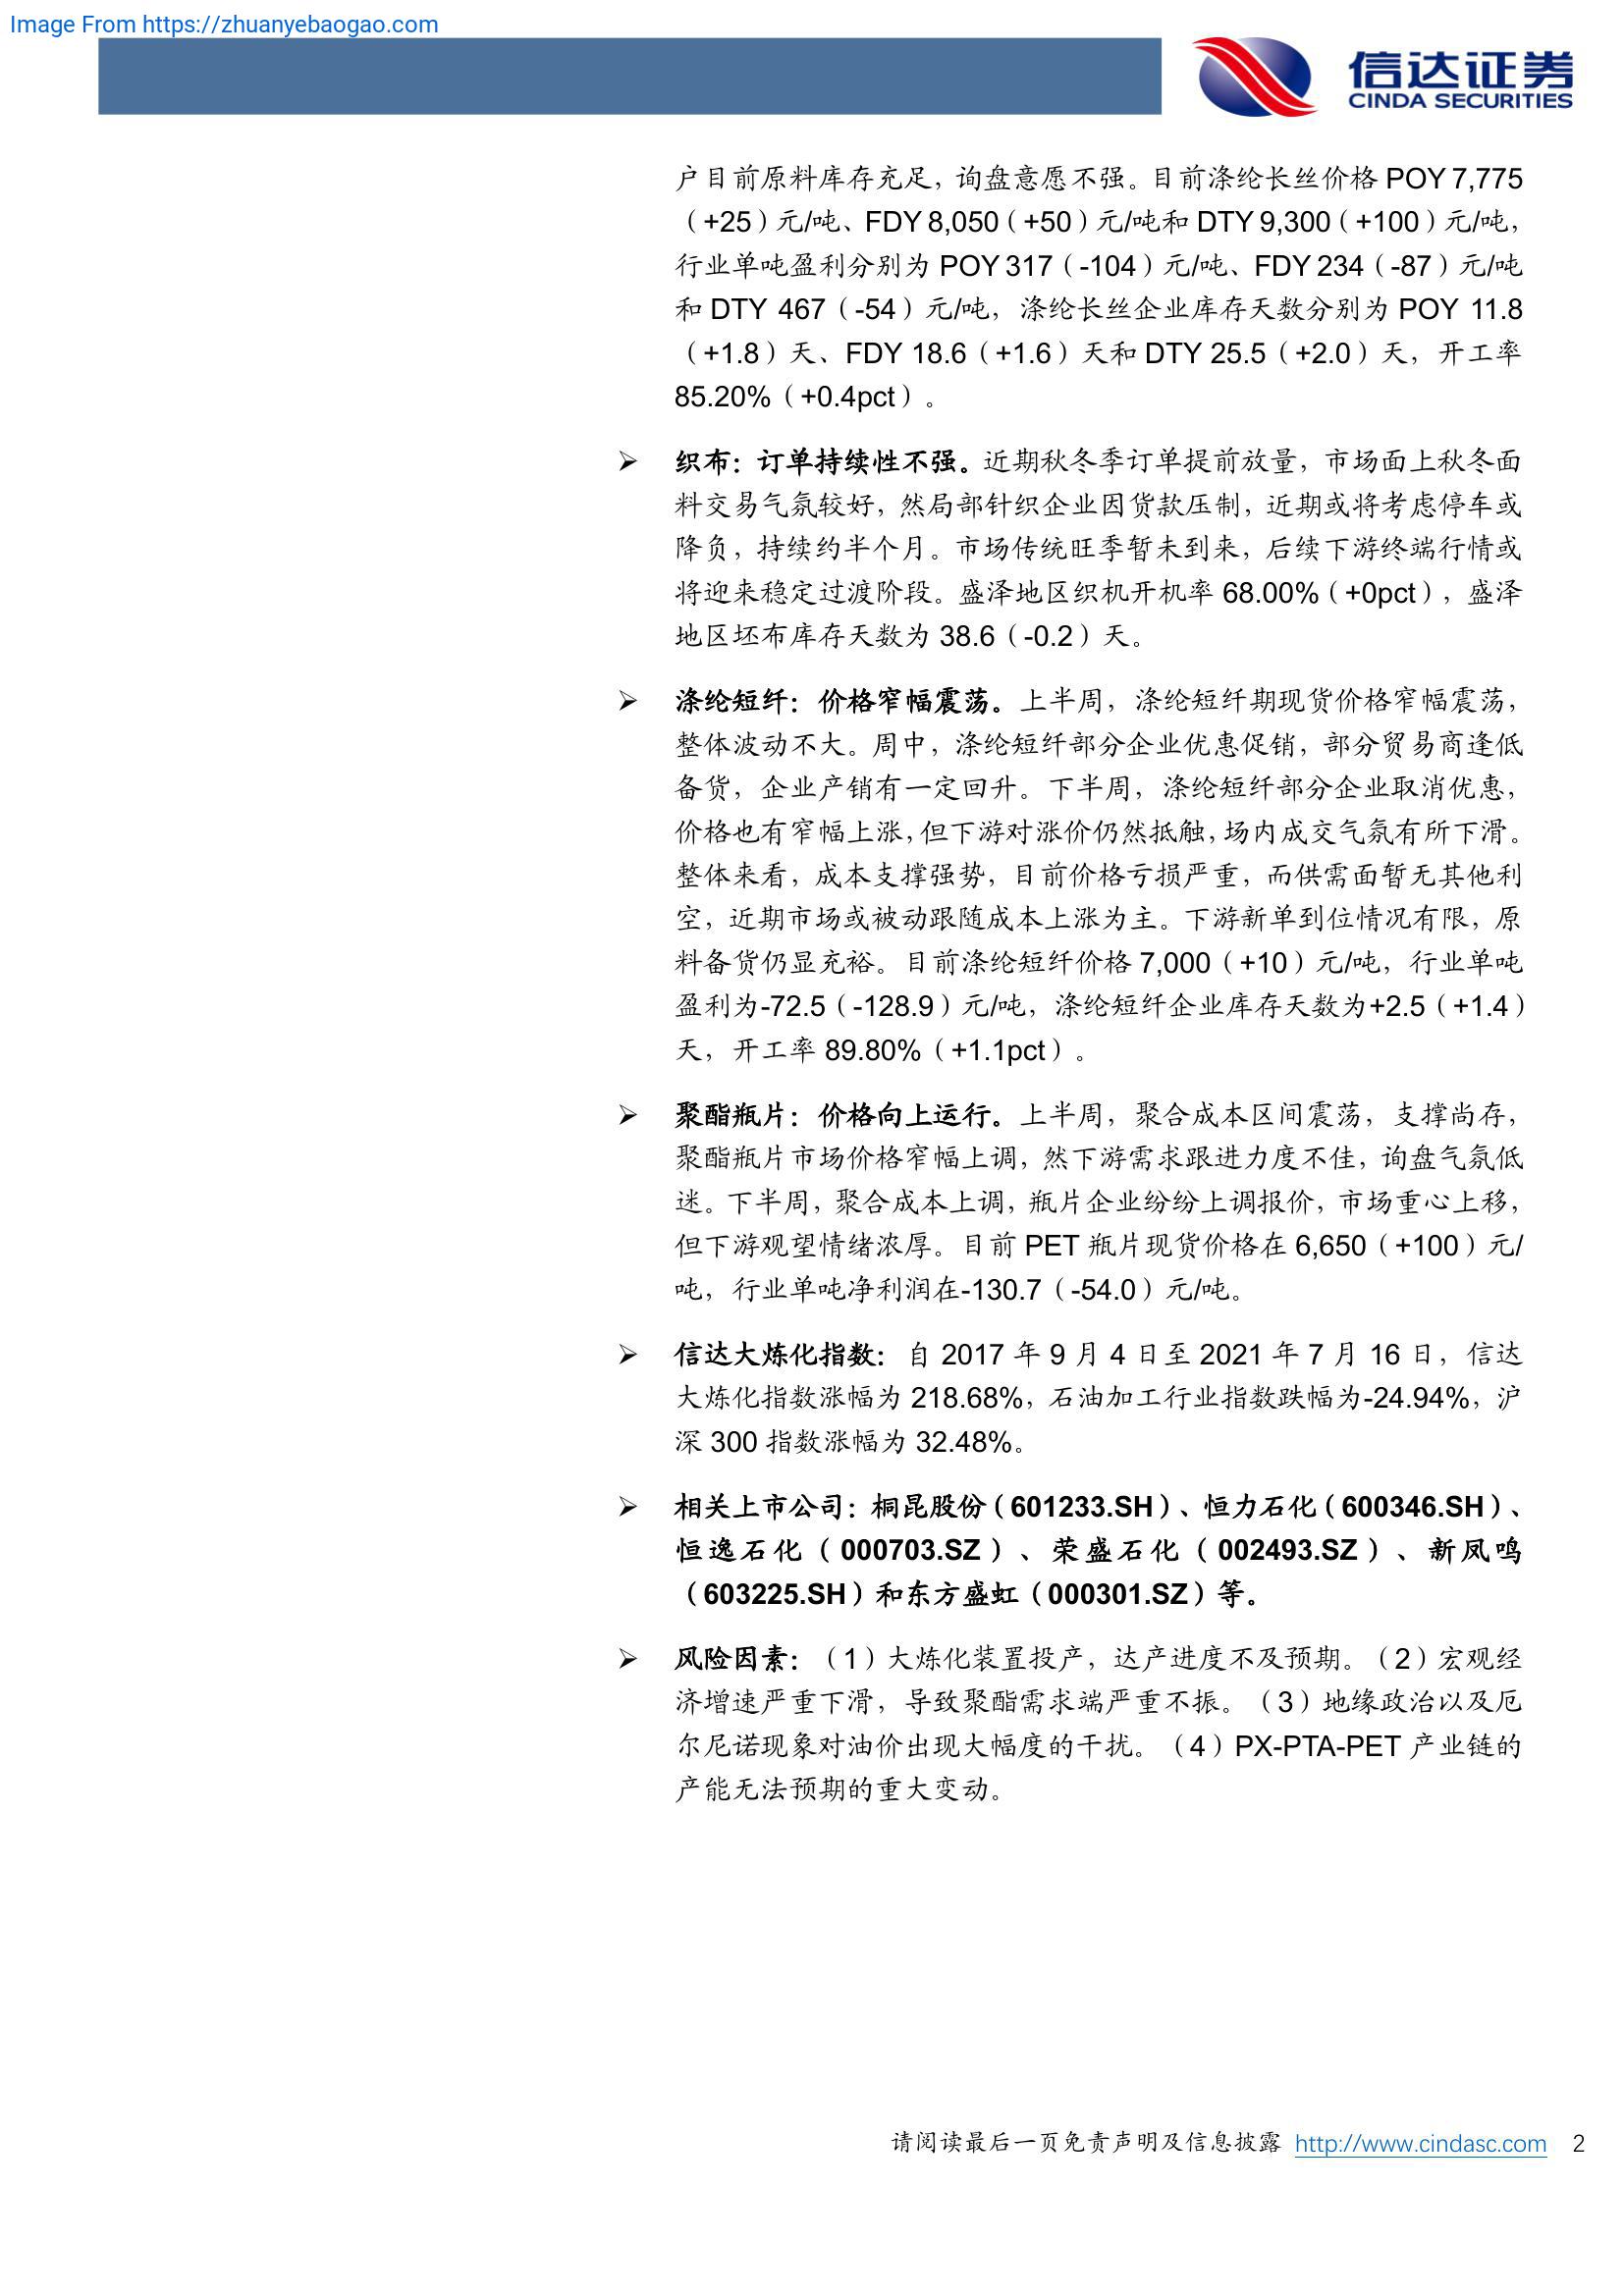 Image From https://zhuanyebaogao.com
信达证券
CINDA SECURITIES
户目前原料库存充足，询盘意愿不强。目前涤纶长丝价格 POY 7,775
（+25）元/吨、FDY 8,050（+50）元/吨和 DTY 9,300（+100）元/吨，
行业单吨盈利分别为 POY 317（-104）元/吨、FDY 234（-87）元/吨
和 DTY 467（-54）元/吨，涤纶长丝企业库存天数分别为 POY 11.8
（+1.8）天、FDY 18.6（+1.6）天和 DTY 25.5（+2.0）天，开工率
85.20%（+0.4pct）。
➢ 织布：订单持续性不强。近期秋冬季订单提前放量，市场面上秋冬面
料交易气氛较好，然局部针织企业因货款压制，近期或将考虑停车或
降负，持续约半个月。市场传统旺季暂未到来，后续下游终端行情或
将迎来稳定过渡阶段。盛泽地区织机开机率 68.00%（+0pct），盛泽
地区坯布库存天数为 38.6（-0.2）天。
➢ 涤纶短纤：价格窄幅震荡。上半周，涤纶短纤期现货价格窄幅震荡，
整体波动不大。周中，涤纶短纤部分企业优惠促销，部分贸易商逢低
备货，企业产销有一定回升。下半周，涤纶短纤部分企业取消优惠，
价格也有窄幅上涨，但下游对涨价仍然抵触，场内成交气氛有所下滑。
整体来看，成本支撑强势，目前价格亏损严重，而供需面暂无其他利
空，近期市场或被动跟随成本上涨为主。下游新单到位情况有限，原
料备货仍显充裕。目前涤纶短纤价格 7,000（+10）元/吨，行业单吨
盈利为-72.5（-128.9）元/吨，涤纶短纤企业库存天数为+2.5（+1.4）
天，开工率 89.80%（+1.1pct）。
➢ 聚酯瓶片：价格向上运行。上半周，聚合成本区间震荡，支撑尚存，
聚酯瓶片市场价格窄幅上调，然下游需求跟进力度不佳，询盘气氛低
迷。下半周，聚合成本上调，瓶片企业纷纷上调报价，市场重心上移，
但下游观望情绪浓厚。目前 PET 瓶片现货价格在 6,650（+100）元/
吨，行业单吨净利润在-130.7（-54.0）元/吨。
➢ 信达大炼化指数：自 2017 年 9 月 4 日至 2021 年 7 月 16 日，信达
大炼化指数涨幅为 218.68%，石油加工行业指数跌幅为-24.94%，沪
深 300 指数涨幅为 32.48%。
➢ 相关上市公司：桐昆股份（601233.SH）、恒力石化（600346.SH）、
恒逸石化（000703.SZ）、荣盛石化（002493.SZ）、新凤鸣
（603225.SH）和东方盛虹（000301.SZ）等。
➢ 风险因素：（1）大炼化装置投产，达产进度不及预期。（2）宏观经
济增速严重下滑，导致聚酯需求端严重不振。（3）地缘政治以及厄
尔尼诺现象对油价出现大幅度的干扰。（4）PX-PTA-PET 产业链的
产能无法预期的重大变动。
请阅读最后一页免责声明及信息披露 http://www.cindasc.com 2